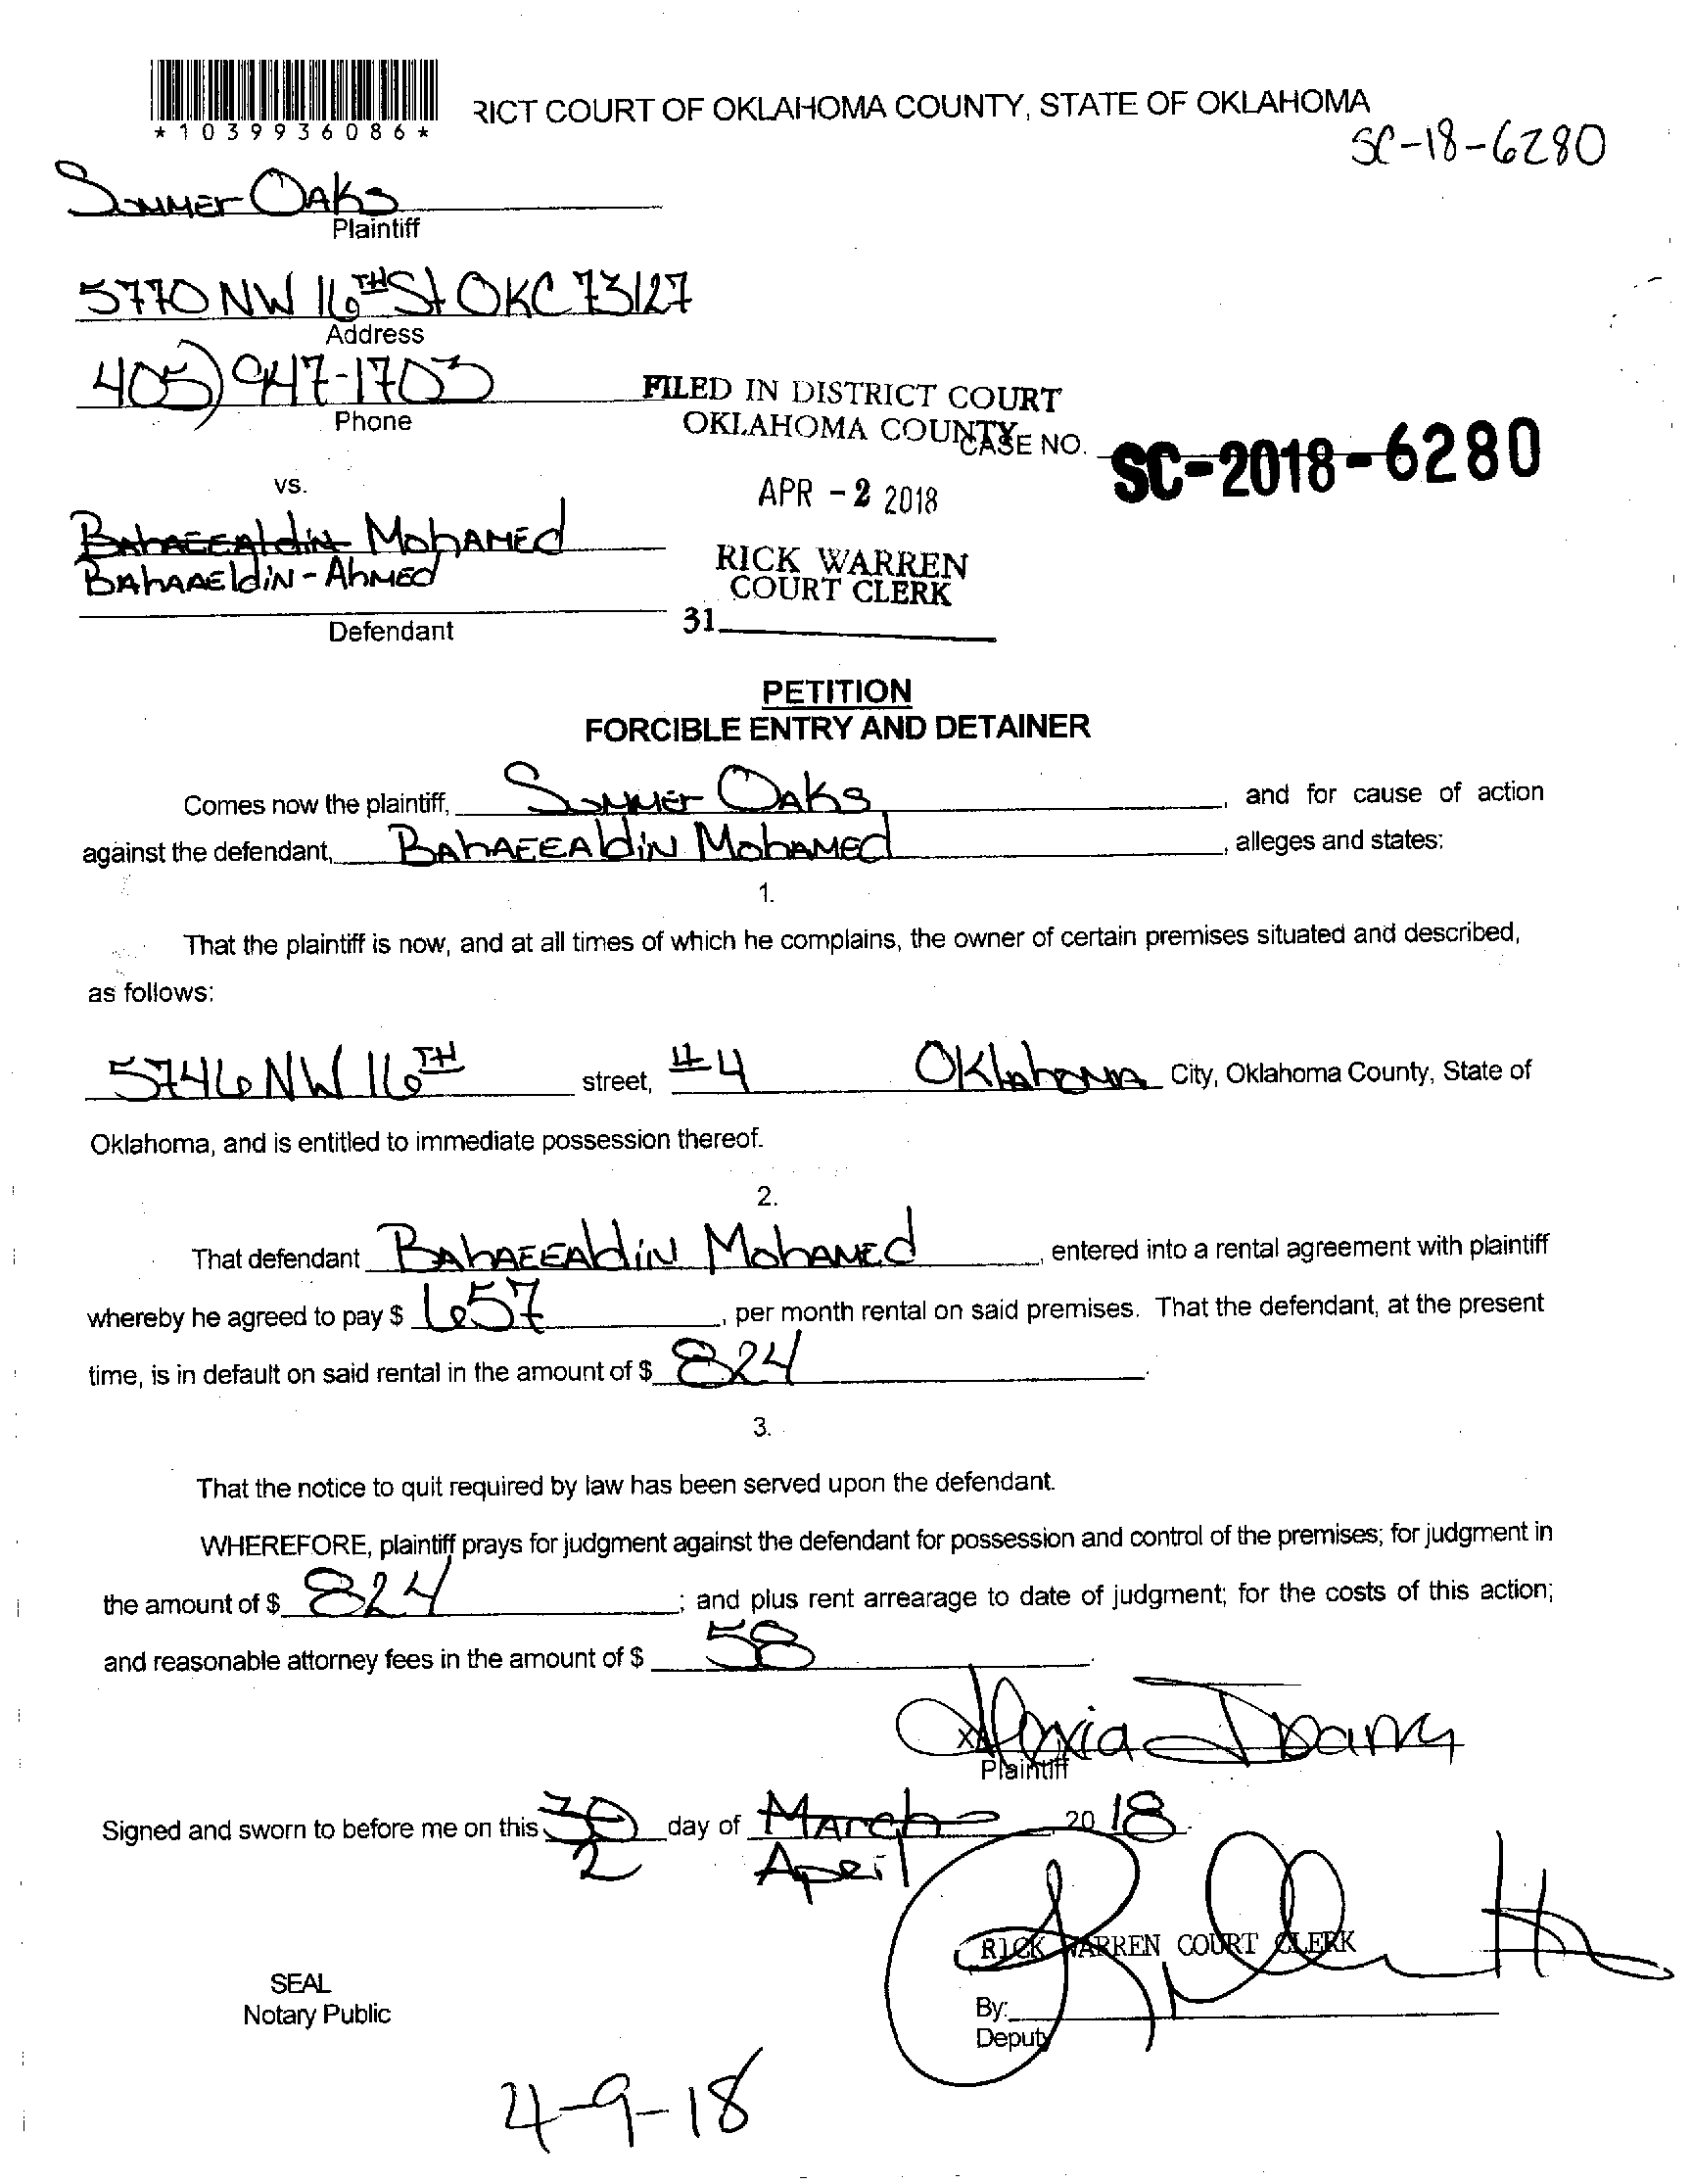 *1039936086*
RICT COURT OF OKLAHOMA COUNTY, STATE OF OKLAHOMA
SC-18-6280
Summer Oaks
Plaintiff
5770 NW 16TH St OKC 73127
Address
405) 947-1703
Phone
FILED IN DISTRICT COURT
OKLAHOMA COUNTY
CASE NO. SC-2018-6280
APR -2 2018
vs.
Bahaeealdin Mohamed
Bahaaeldin-Ahmed
RICK WARREN
COURT CLERK
31
Defendant
PETITION
FORCIBLE ENTRY AND DETAINER
Comes now the plaintiff, Summer Oaks, and for cause of action
against the defendant, Bahaeealdin Mohamed, alleges and states:
1.
That the plaintiff is now, and at all times of which he complains, the owner of certain premises situated and described,
as follows:
5746 NW 16TH street, #4 Oklahoma City, Oklahoma County, State of
Oklahoma, and is entitled to immediate possession thereof.
2.
That defendant Bahaeealdin Mohamed, entered into a rental agreement with plaintiff
whereby he agreed to pay $ 657, per month rental on said premises. That the defendant, at the present
time, is in default on said rental in the amount of $ 824.
3.
That the notice to quit required by law has been served upon the defendant.
WHEREFORE, plaintiff prays for judgment against the defendant for possession and control of the premises; for judgment in
the amount of $ 824; and plus rent arrearage to date of judgment; for the costs of this action;
and reasonable attorney fees in the amount of $ 58.
X
Plaintiff
Signed and sworn to before me on this 30 day of March, 20 18.
2 April
RICK WARREN COURT CLERK
SEAL
Notary Public
By:
Deputy
4-9-18